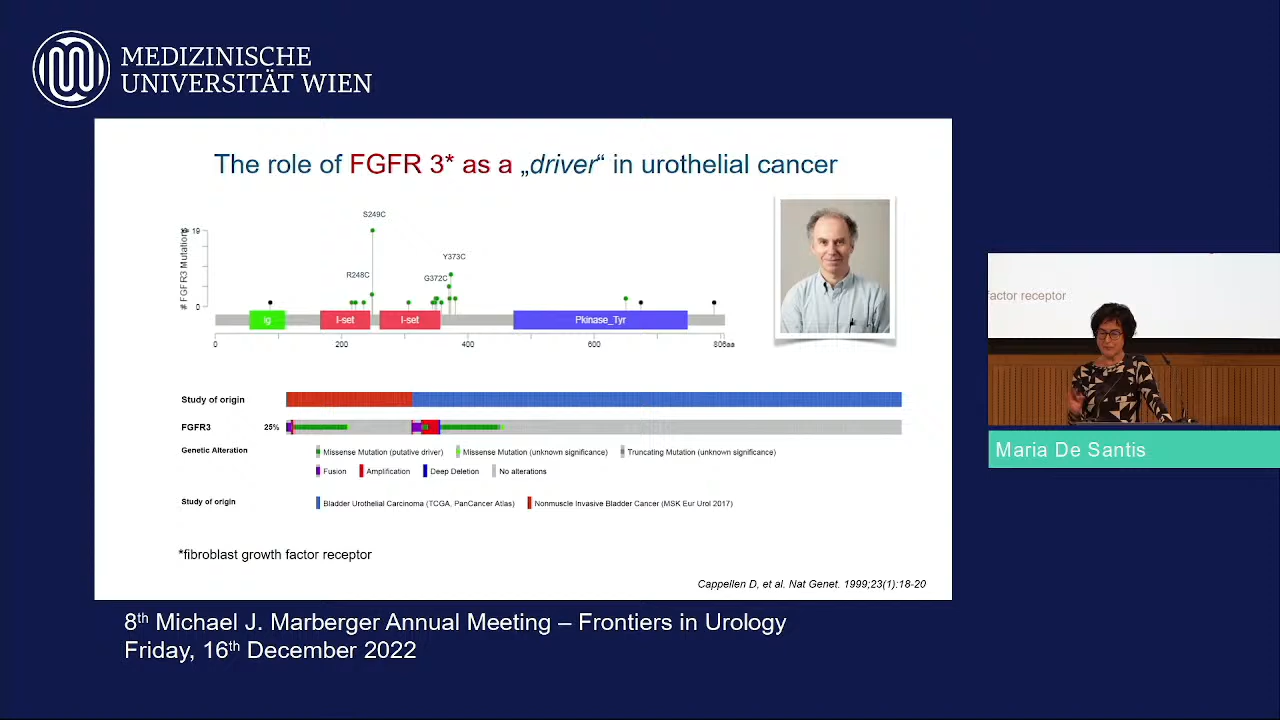 MEDIZINISCHE
UNIVERSITÄT WIEN
The role of FGFR 3* as a „driver“ in urothelial cancer
# FGFR3 Mutations
19
0
S249C
R248C
Y373C
G372C
Ig
I-set
I-set
Pkinase_Tyr
0
200
400
600
806aa
Study of origin
FGFR3
25%
Genetic Alteration
Missense Mutation (putative driver)
Missense Mutation (unknown significance)
Truncating Mutation (unknown significance)
Fusion
Amplification
Deep Deletion
No alterations
Study of origin
Bladder Urothelial Carcinoma (TCGA, PanCancer Atlas)
Nonmuscle Invasive Bladder Cancer (MSK Eur Urol 2017)
*fibroblast growth factor receptor
Cappellen D, et al. Nat Genet. 1999;23(1):18-20
factor receptor
Maria De Santis
8th Michael J. Marberger Annual Meeting – Frontiers in Urology
Friday, 16th December 2022